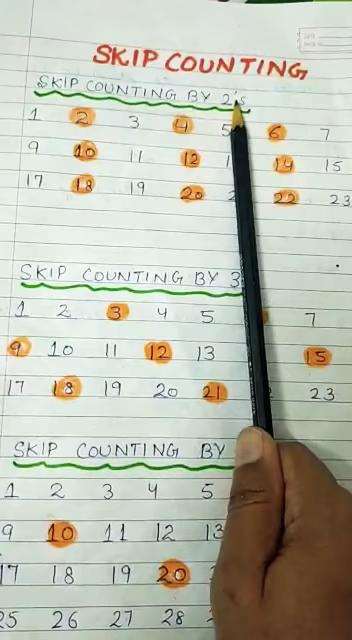 SKIP COUNTING
SKIP COUNTING BY 2's
1 2 3 4 5 6 7
9 10 11 12 1 14 15
17 18 19 20 22 23
SKIP COUNTING BY 3
1 2 3 4 5 7
9 10 11 12 13 15
17 18 19 20 21 23
SKIP COUNTING BY
1 2 3 4 5
9 10 11 12 13
17 18 19 20
25 26 27 28